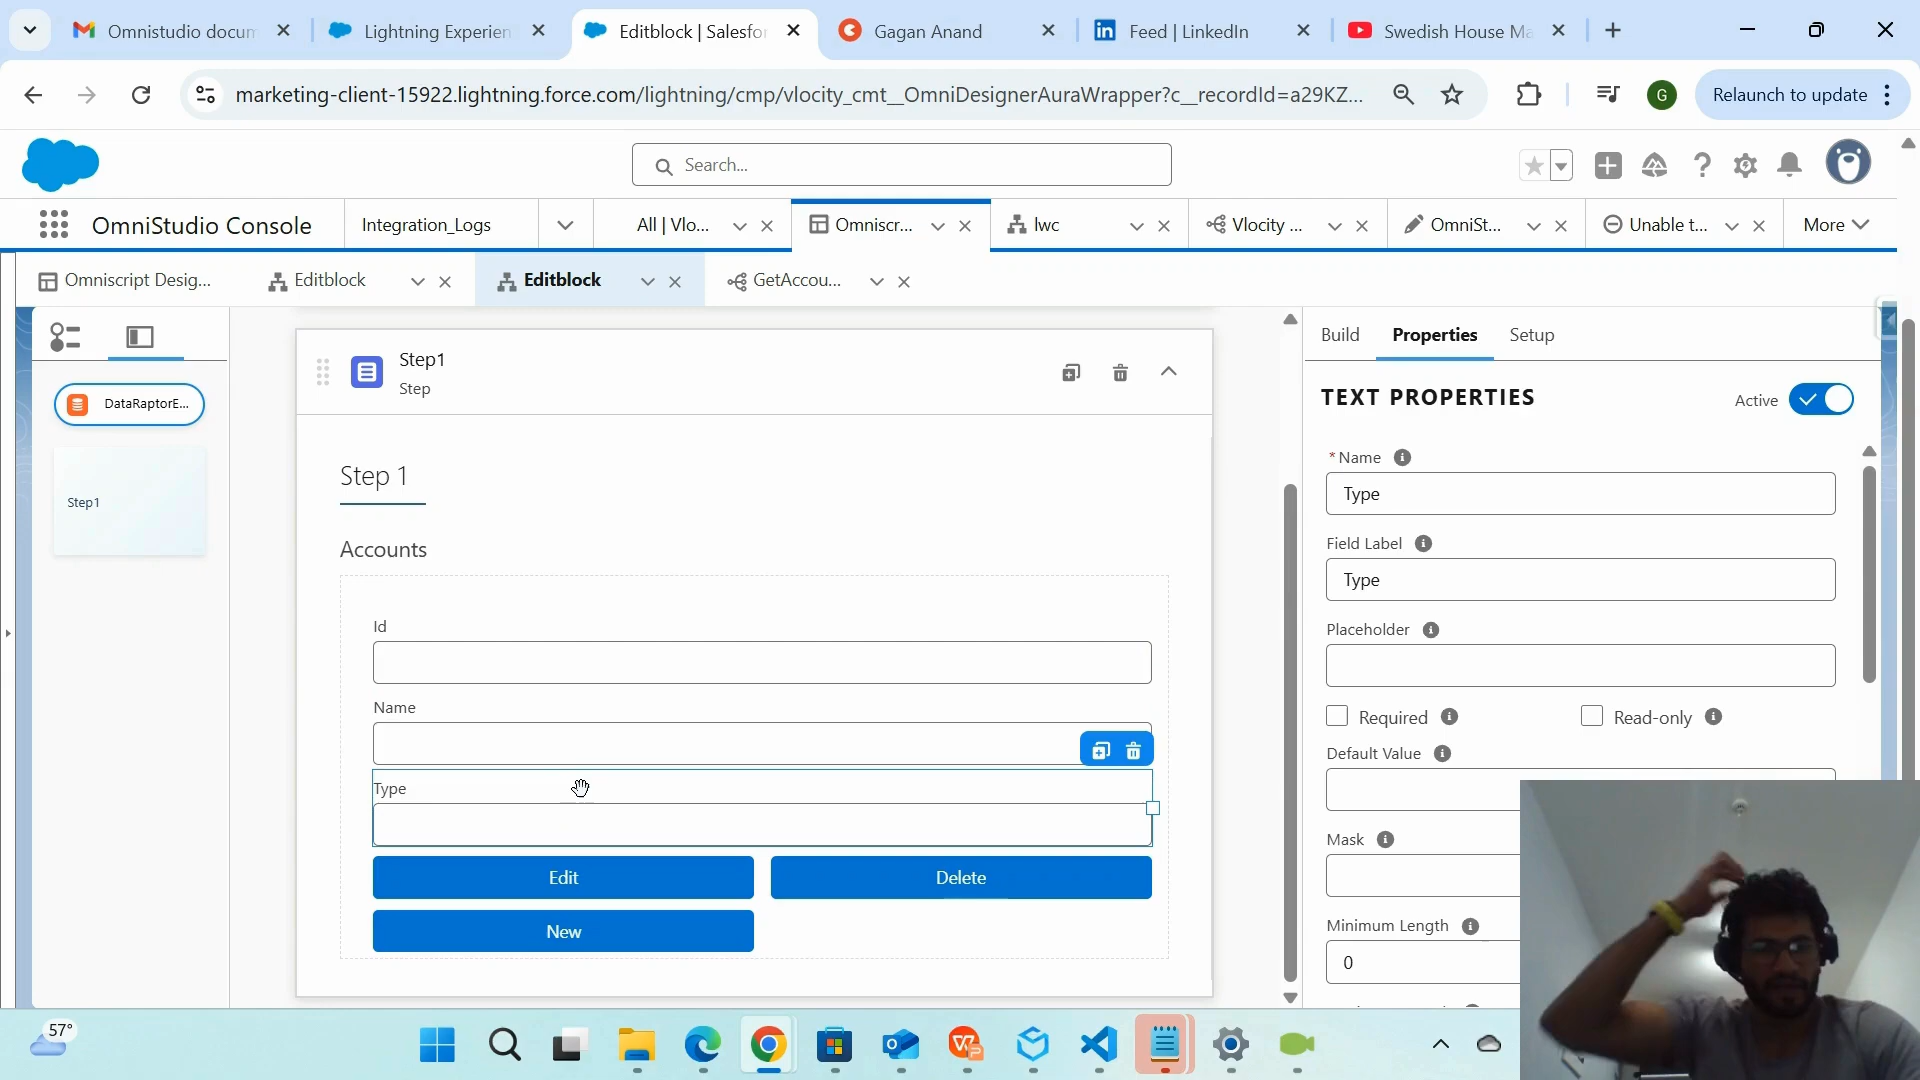 Omnistudio docum
Lightning Experien
Editblock | Salesfo
Gagan Anand
Feed | LinkedIn
Swedish House Ma
marketing-client-15922.lightning.force.com/lightning/cmp/vlocity_cmt__OmniDesignerAuraWrapper?c__recordId=a29KZ...
G
Relaunch to update
Search...
OmniStudio Console
Integration_Logs
All | Vlo...
Omniscr...
lwc
Vlocity ...
OmniSt...
Unable t...
More
Omniscript Desig...
Editblock
Editblock
GetAccou...
DataRaptorE...
Step1
Step1
Step
Step 1
Accounts
Id
Name
Type
Edit
Delete
New
Build
Properties
Setup
TEXT PROPERTIES
Active
* Name
Type
Field Label
Type
Placeholder
Required
Read-only
Default Value
Mask
Minimum Length
0
57°